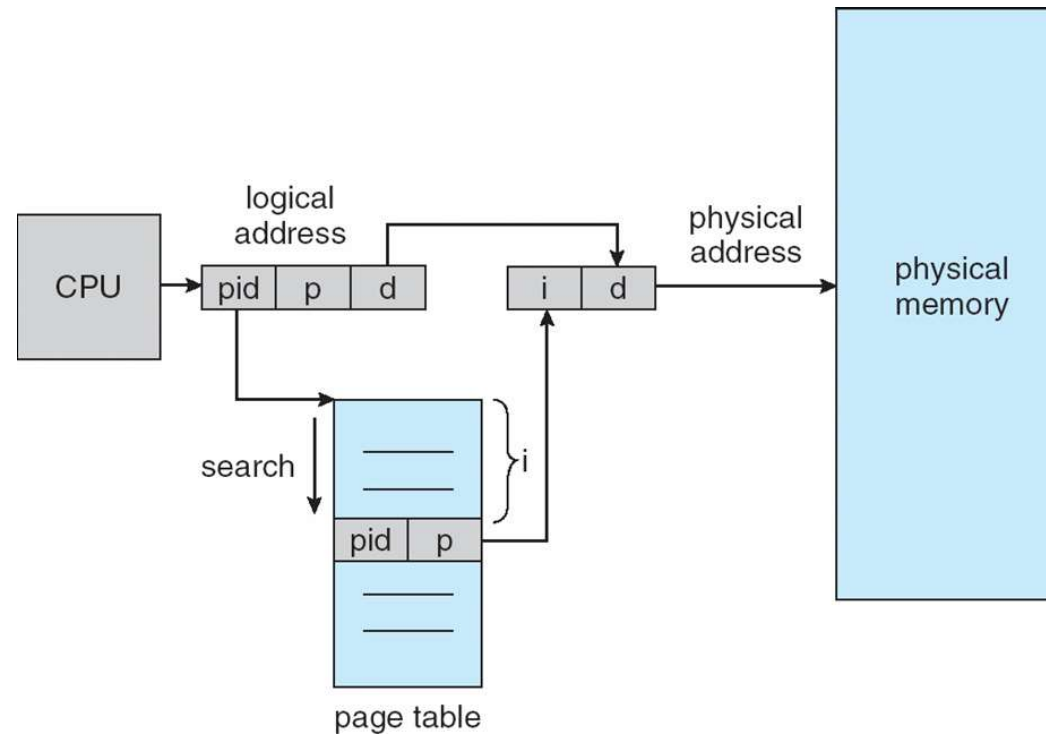 logical
address
physical
address
CPU
pid p d
i d
physical
memory
search
i
pid p
page table